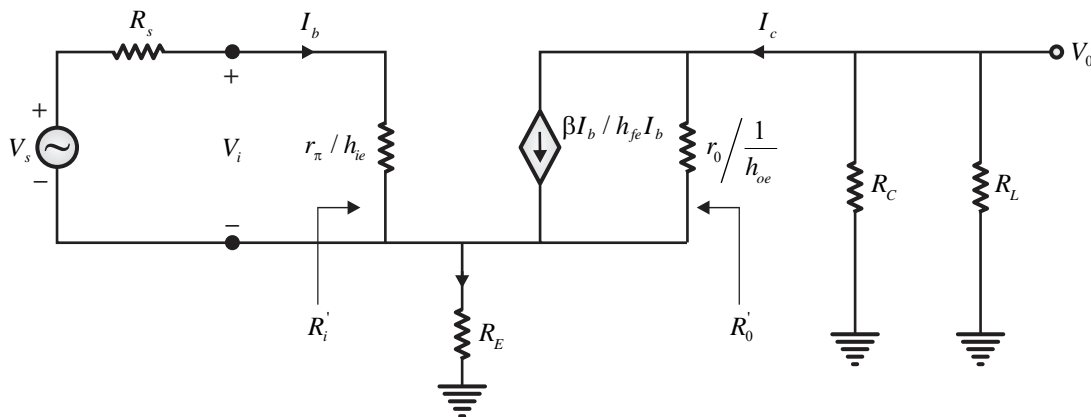 R_s
I_b
I_c
V_0
+
+
V_s
V_i
r_π / h_ie
βI_b / h_fe I_b
r_0 / 1/h_oe
R_C
R_L
−
−
R_i'
R_E
R_0'